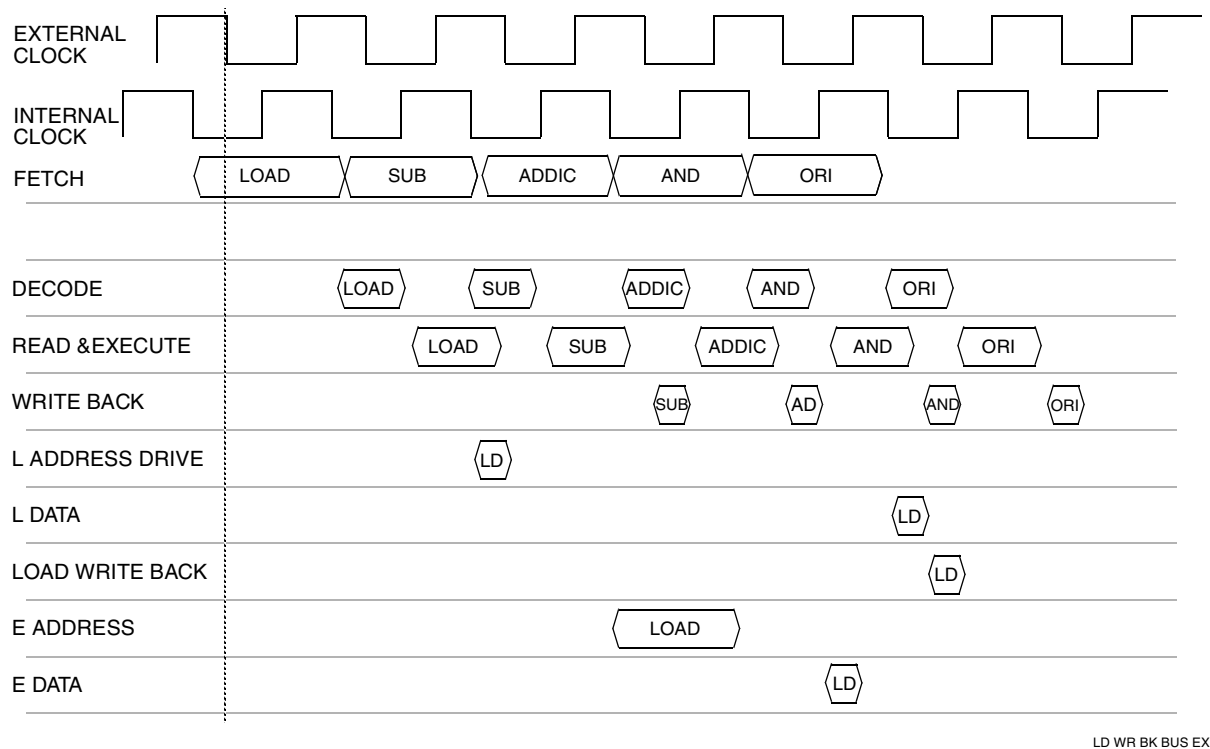 EXTERNAL
CLOCK
INTERNAL
CLOCK
FETCH LOAD SUB ADDIC AND ORI
DECODE LOAD SUB ADDIC AND ORI
READ &EXECUTE LOAD SUB ADDIC AND ORI
WRITE BACK SUB AD AND ORI
L ADDRESS DRIVE LD
L DATA LD
LOAD WRITE BACK LD
E ADDRESS LOAD
E DATA LD
LD WR BK BUS EX